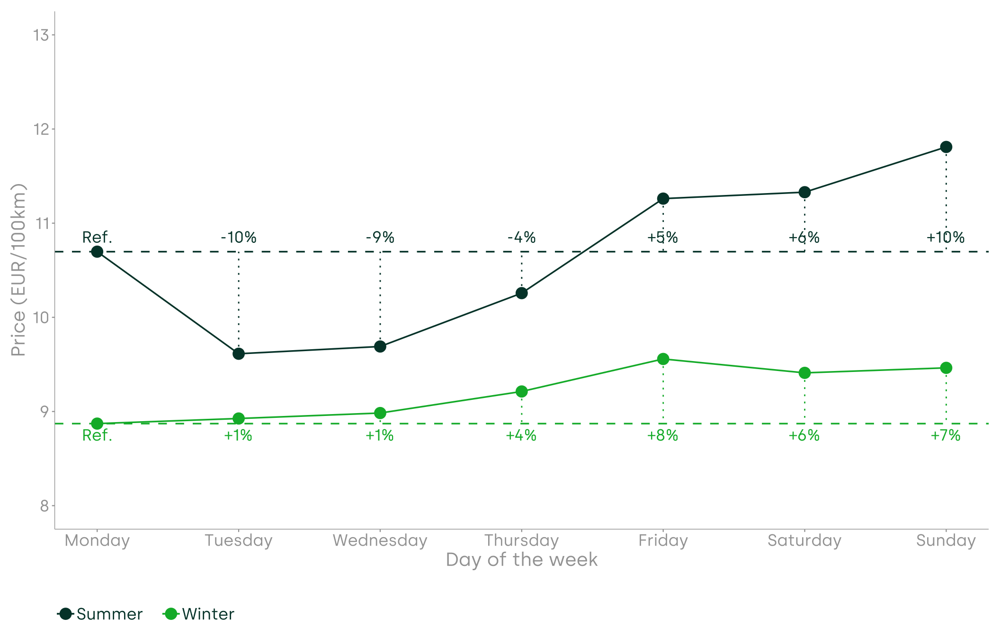 13
12
11
10
9
8
Price (EUR/100km)
Ref. -10% -9% -4% +5% +6% +10%
Ref. +1% +1% +4% +8% +6% +7%
Monday Tuesday Wednesday Thursday Friday Saturday Sunday
Day of the week
Summer Winter